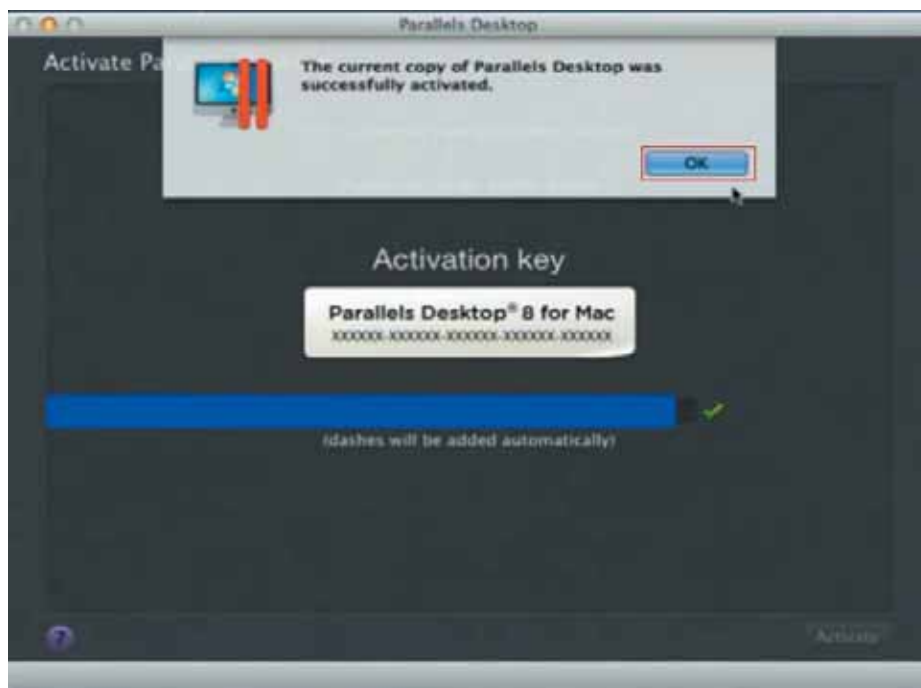 Parallels Desktop
Activate Pa
The current copy of Parallels Desktop was
successfully activated.
OK
Activation key
Parallels Desktop® 8 for Mac
XXXXXX-XXXXXX-XXXXXX-XXXXXX-XXXXXX
(dashes will be added automatically)
?
Activate